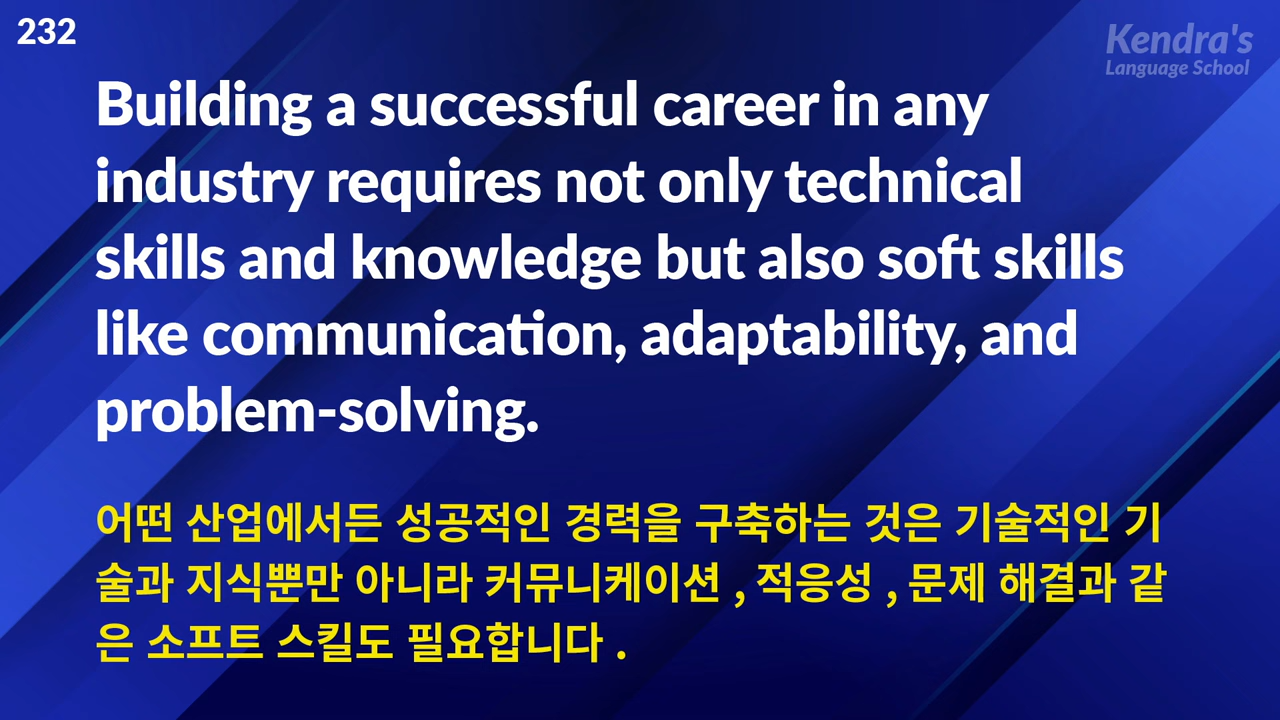 232
Kendra's
Language School
Building a successful career in any
industry requires not only technical
skills and knowledge but also soft skills
like communication, adaptability, and
problem-solving.
어떤 산업에서든 성공적인 경력을 구축하는 것은 기술적인 기
술과 지식뿐만 아니라 커뮤니케이션 , 적응성 , 문제 해결과 같
은 소프트 스킬도 필요합니다 .